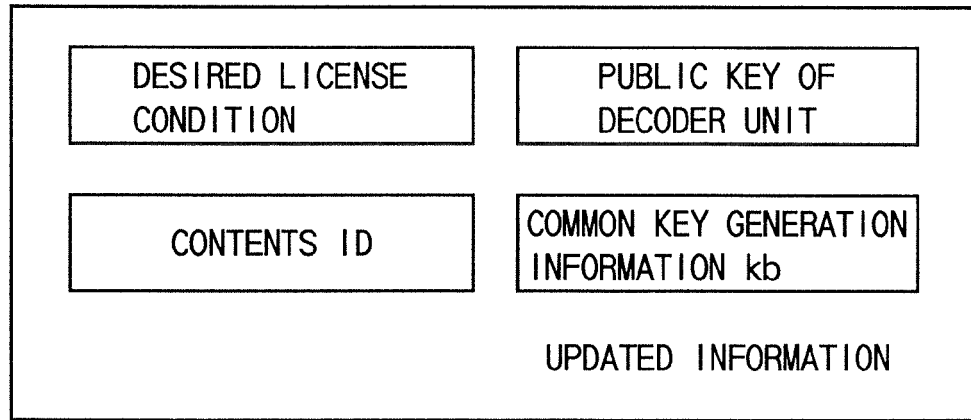 DESIRED LICENSE
CONDITION
PUBLIC KEY OF
DECODER UNIT
CONTENTS ID
COMMON KEY GENERATION
INFORMATION kb
UPDATED INFORMATION